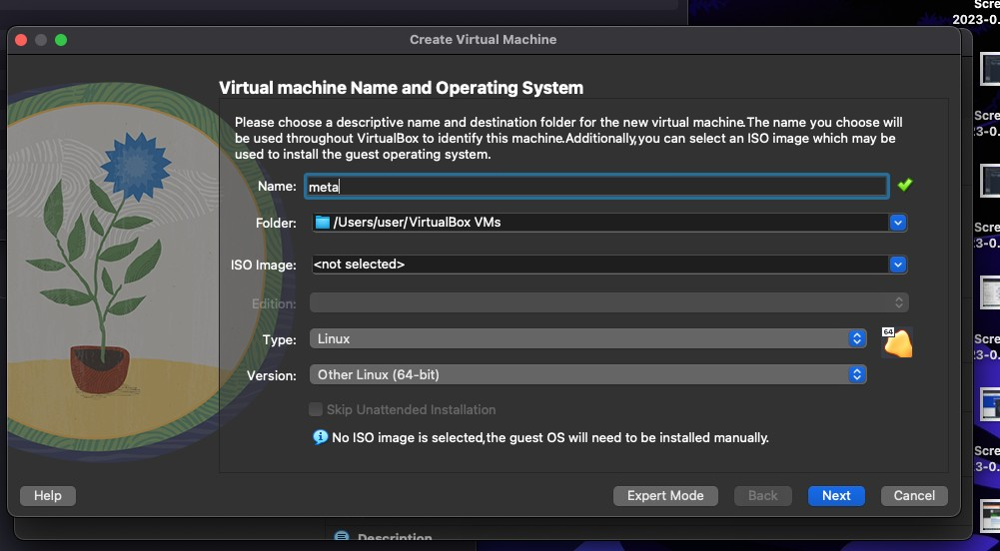 Scre
2023-0.
Create Virtual Machine
Virtual machine Name and Operating System
Please choose a descriptive name and destination folder for the new virtual machine.The name you choose will
be used throughout VirtualBox to identify this machine.Additionally,you can select an ISO image which may be
used to install the guest operating system.
Name: meta
Folder: /Users/user/VirtualBox VMs
ISO Image: <not selected>
Edition:
Type: Linux
64
Version: Other Linux (64-bit)
Skip Unattended Installation
No ISO image is selected,the guest OS will need to be installed manually.
Help
Expert Mode
Back
Next
Cancel
Description
Scre
:3-0.
Scre
:3-0.
Scre
:3-0.
Scre
3-0.